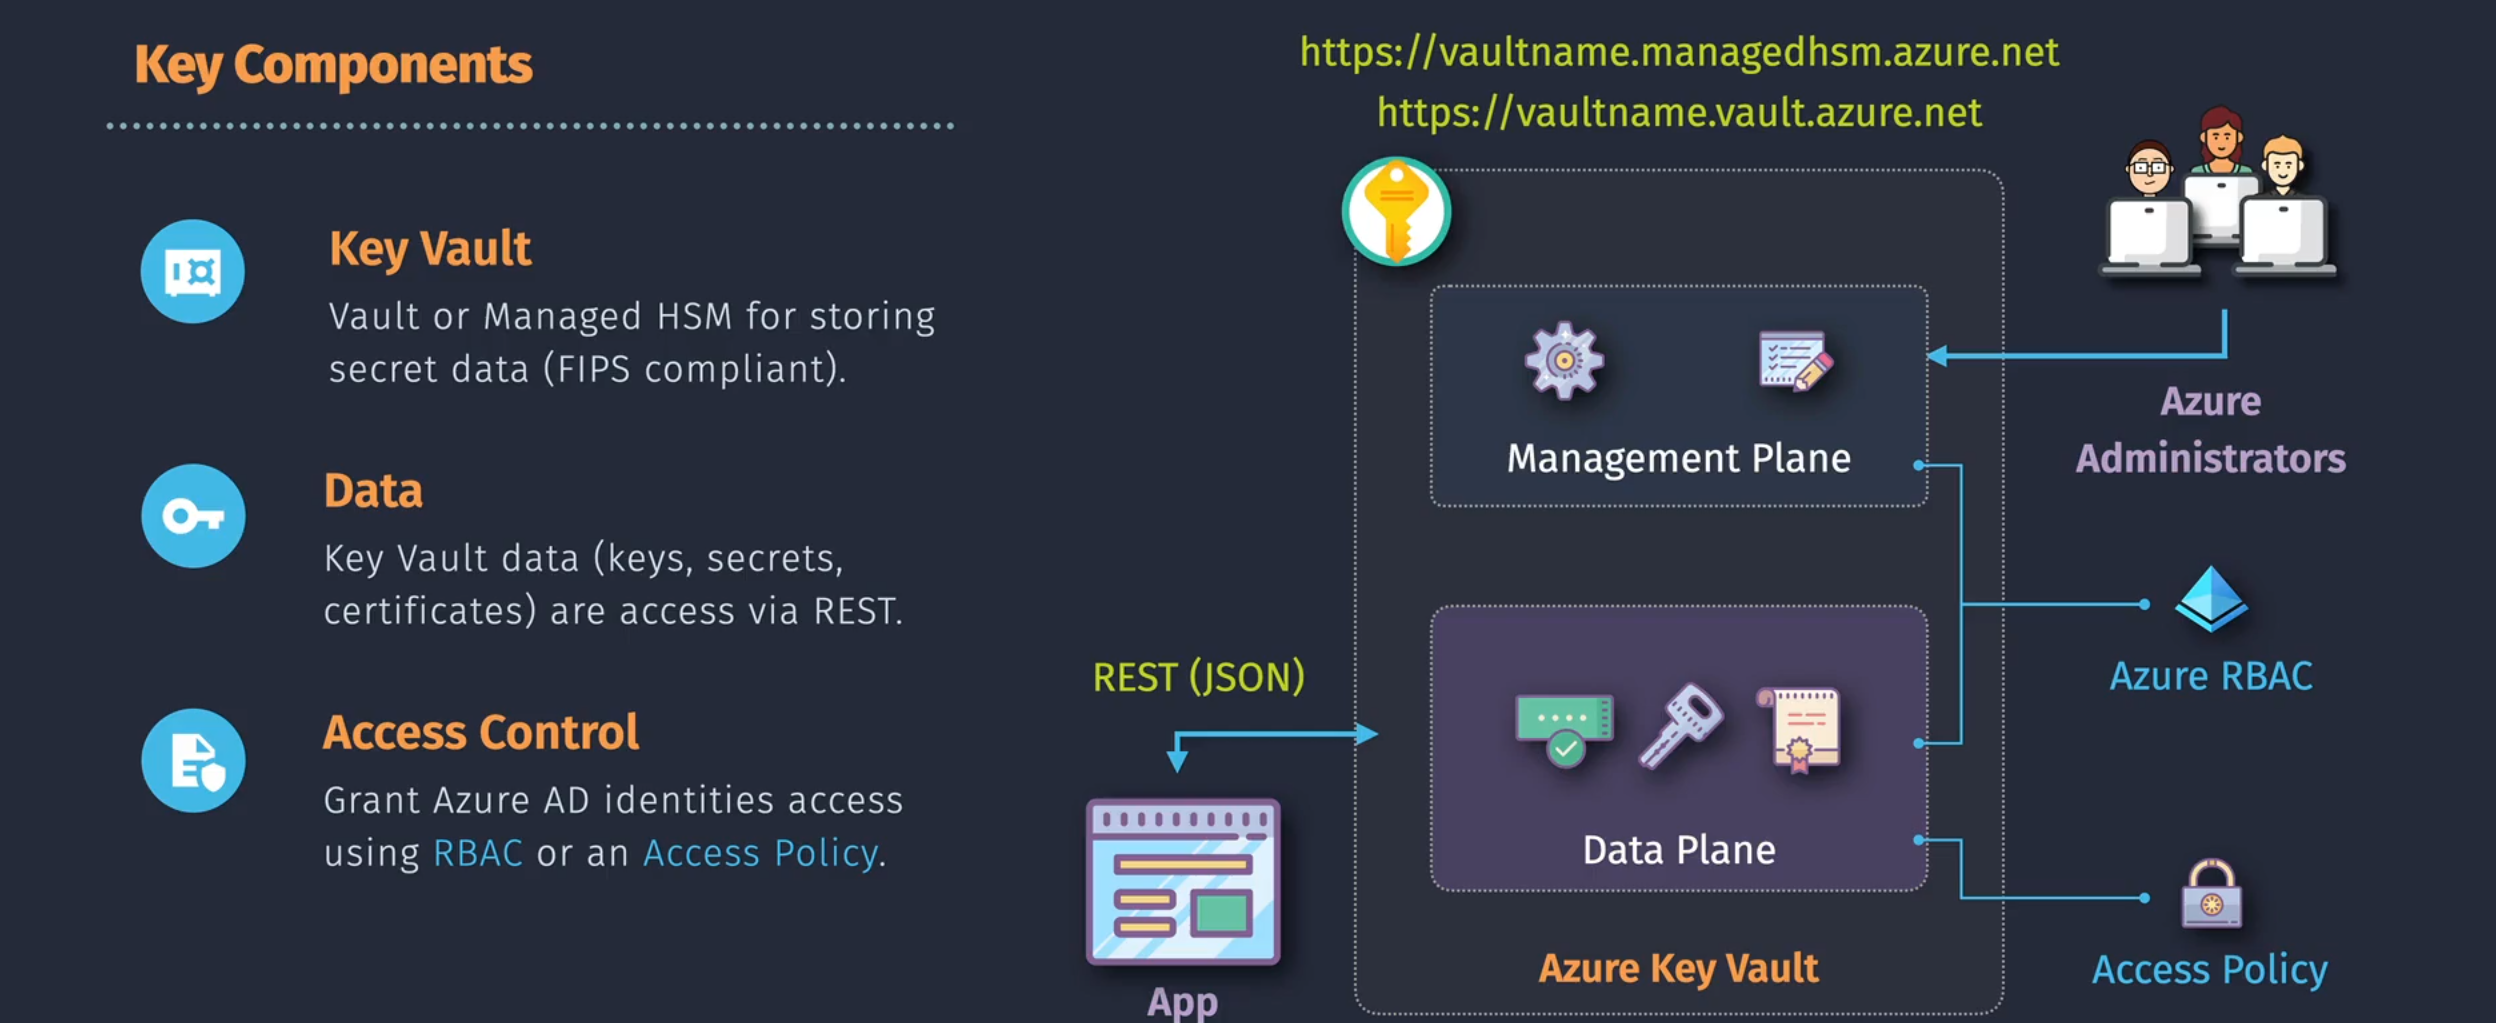 Key Components
Key Vault
Vault or Managed HSM for storing
secret data (FIPS compliant).
Data
Key Vault data (keys, secrets,
certificates) are access via REST.
Access Control
Grant Azure AD identities access
using RBAC or an Access Policy.
https://vaultname.managedhsm.azure.net
https://vaultname.vault.azure.net
Management Plane
Azure
Administrators
REST (JSON)
Azure RBAC
Data Plane
Azure Key Vault
Access Policy
App